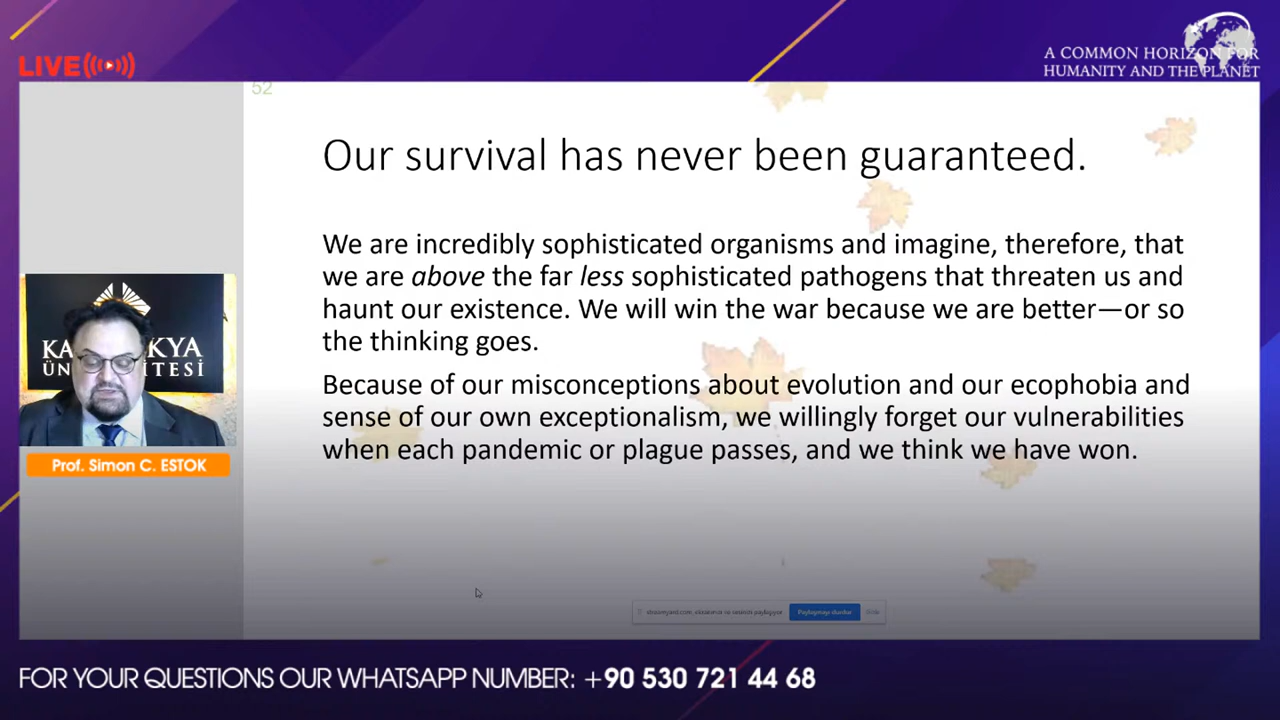 LIVE
A COMMON HORIZON FOR
HUMANITY AND THE PLANET
52
Our survival has never been guaranteed.
We are incredibly sophisticated organisms and imagine, therefore, that
we are above the far less sophisticated pathogens that threaten us and
haunt our existence. We will win the war because we are better—or so
the thinking goes.
Because of our misconceptions about evolution and our ecophobia and
sense of our own exceptionalism, we willingly forget our vulnerabilities
when each pandemic or plague passes, and we think we have won.
KA KYA
ÜN TESİ
Prof. Simon C. ESTOK
Paylaşmayı durdur
Gizle
FOR YOUR QUESTIONS OUR WHATSAPP NUMBER: +90 530 721 44 68